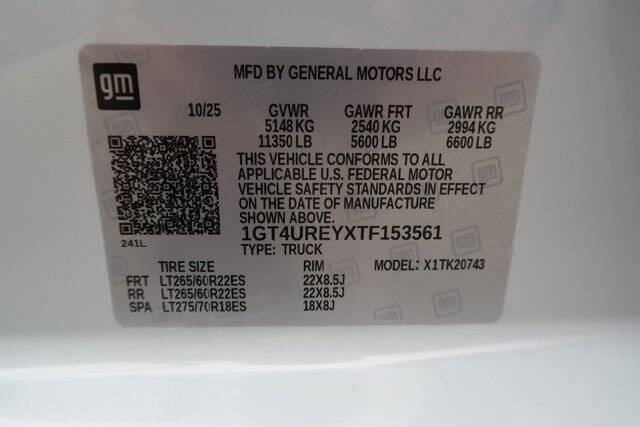 gm
MFD BY GENERAL MOTORS LLC
10/25 GVWR GAWR FRT GAWR RR
5148 KG 2540 KG 2994 KG
11350 LB 5600 LB 6600 LB
THIS VEHICLE CONFORMS TO ALL
APPLICABLE U.S. FEDERAL MOTOR
VEHICLE SAFETY STANDARDS IN EFFECT
ON THE DATE OF MANUFACTURE
SHOWN ABOVE.
241L
1GT4UREYXTF153561
TYPE: TRUCK
TIRE SIZE RIM MODEL: X1TK20743
FRT LT265/60R22ES 22X8.5J
RR LT265/60R22ES 22X8.5J
SPA LT275/70R18ES 18X8J